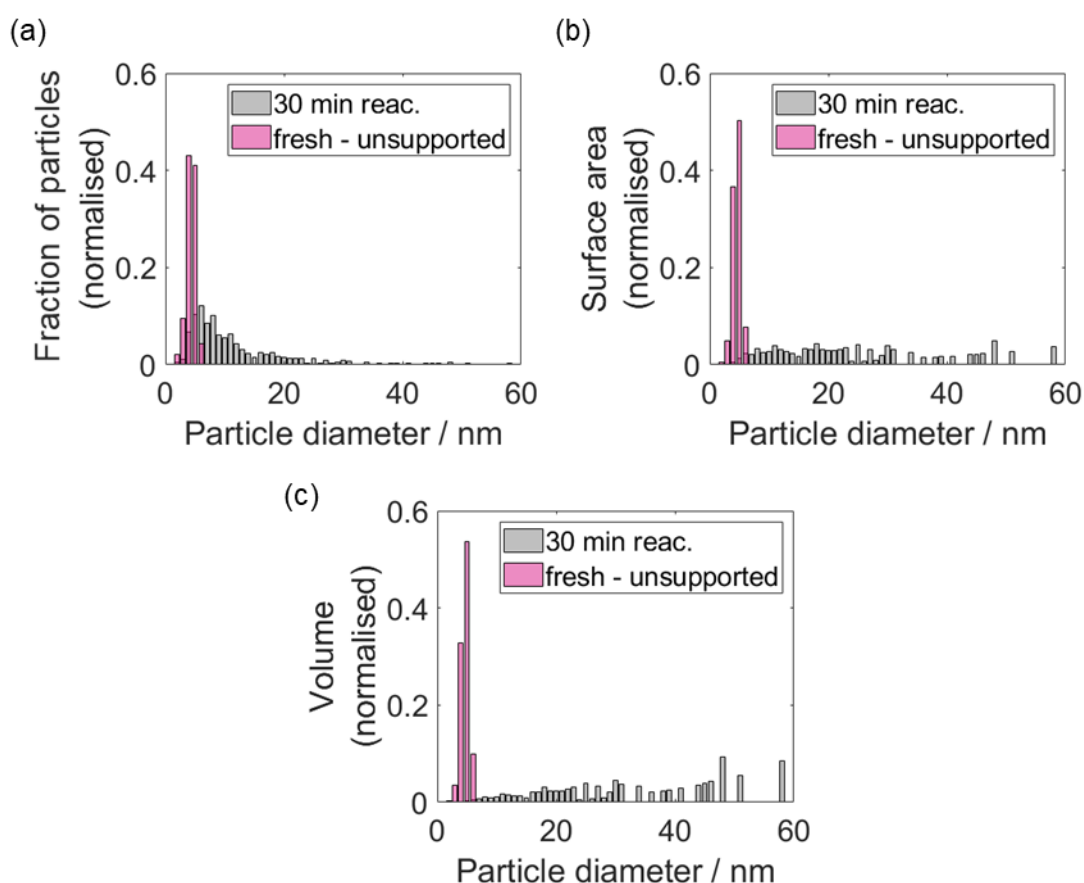 (a)
Fraction of particles
(normalised)
0.6
0.4
0.2
0
30 min reac.
fresh - unsupported
0
20
40
60
Particle diameter / nm
(b)
Surface area
(normalised)
0.6
0.4
0.2
0
30 min reac.
fresh - unsupported
0
20
40
60
Particle diameter / nm
(c)
Volume
(normalised)
0.6
0.4
0.2
0
30 min reac.
fresh - unsupported
0
20
40
60
Particle diameter / nm